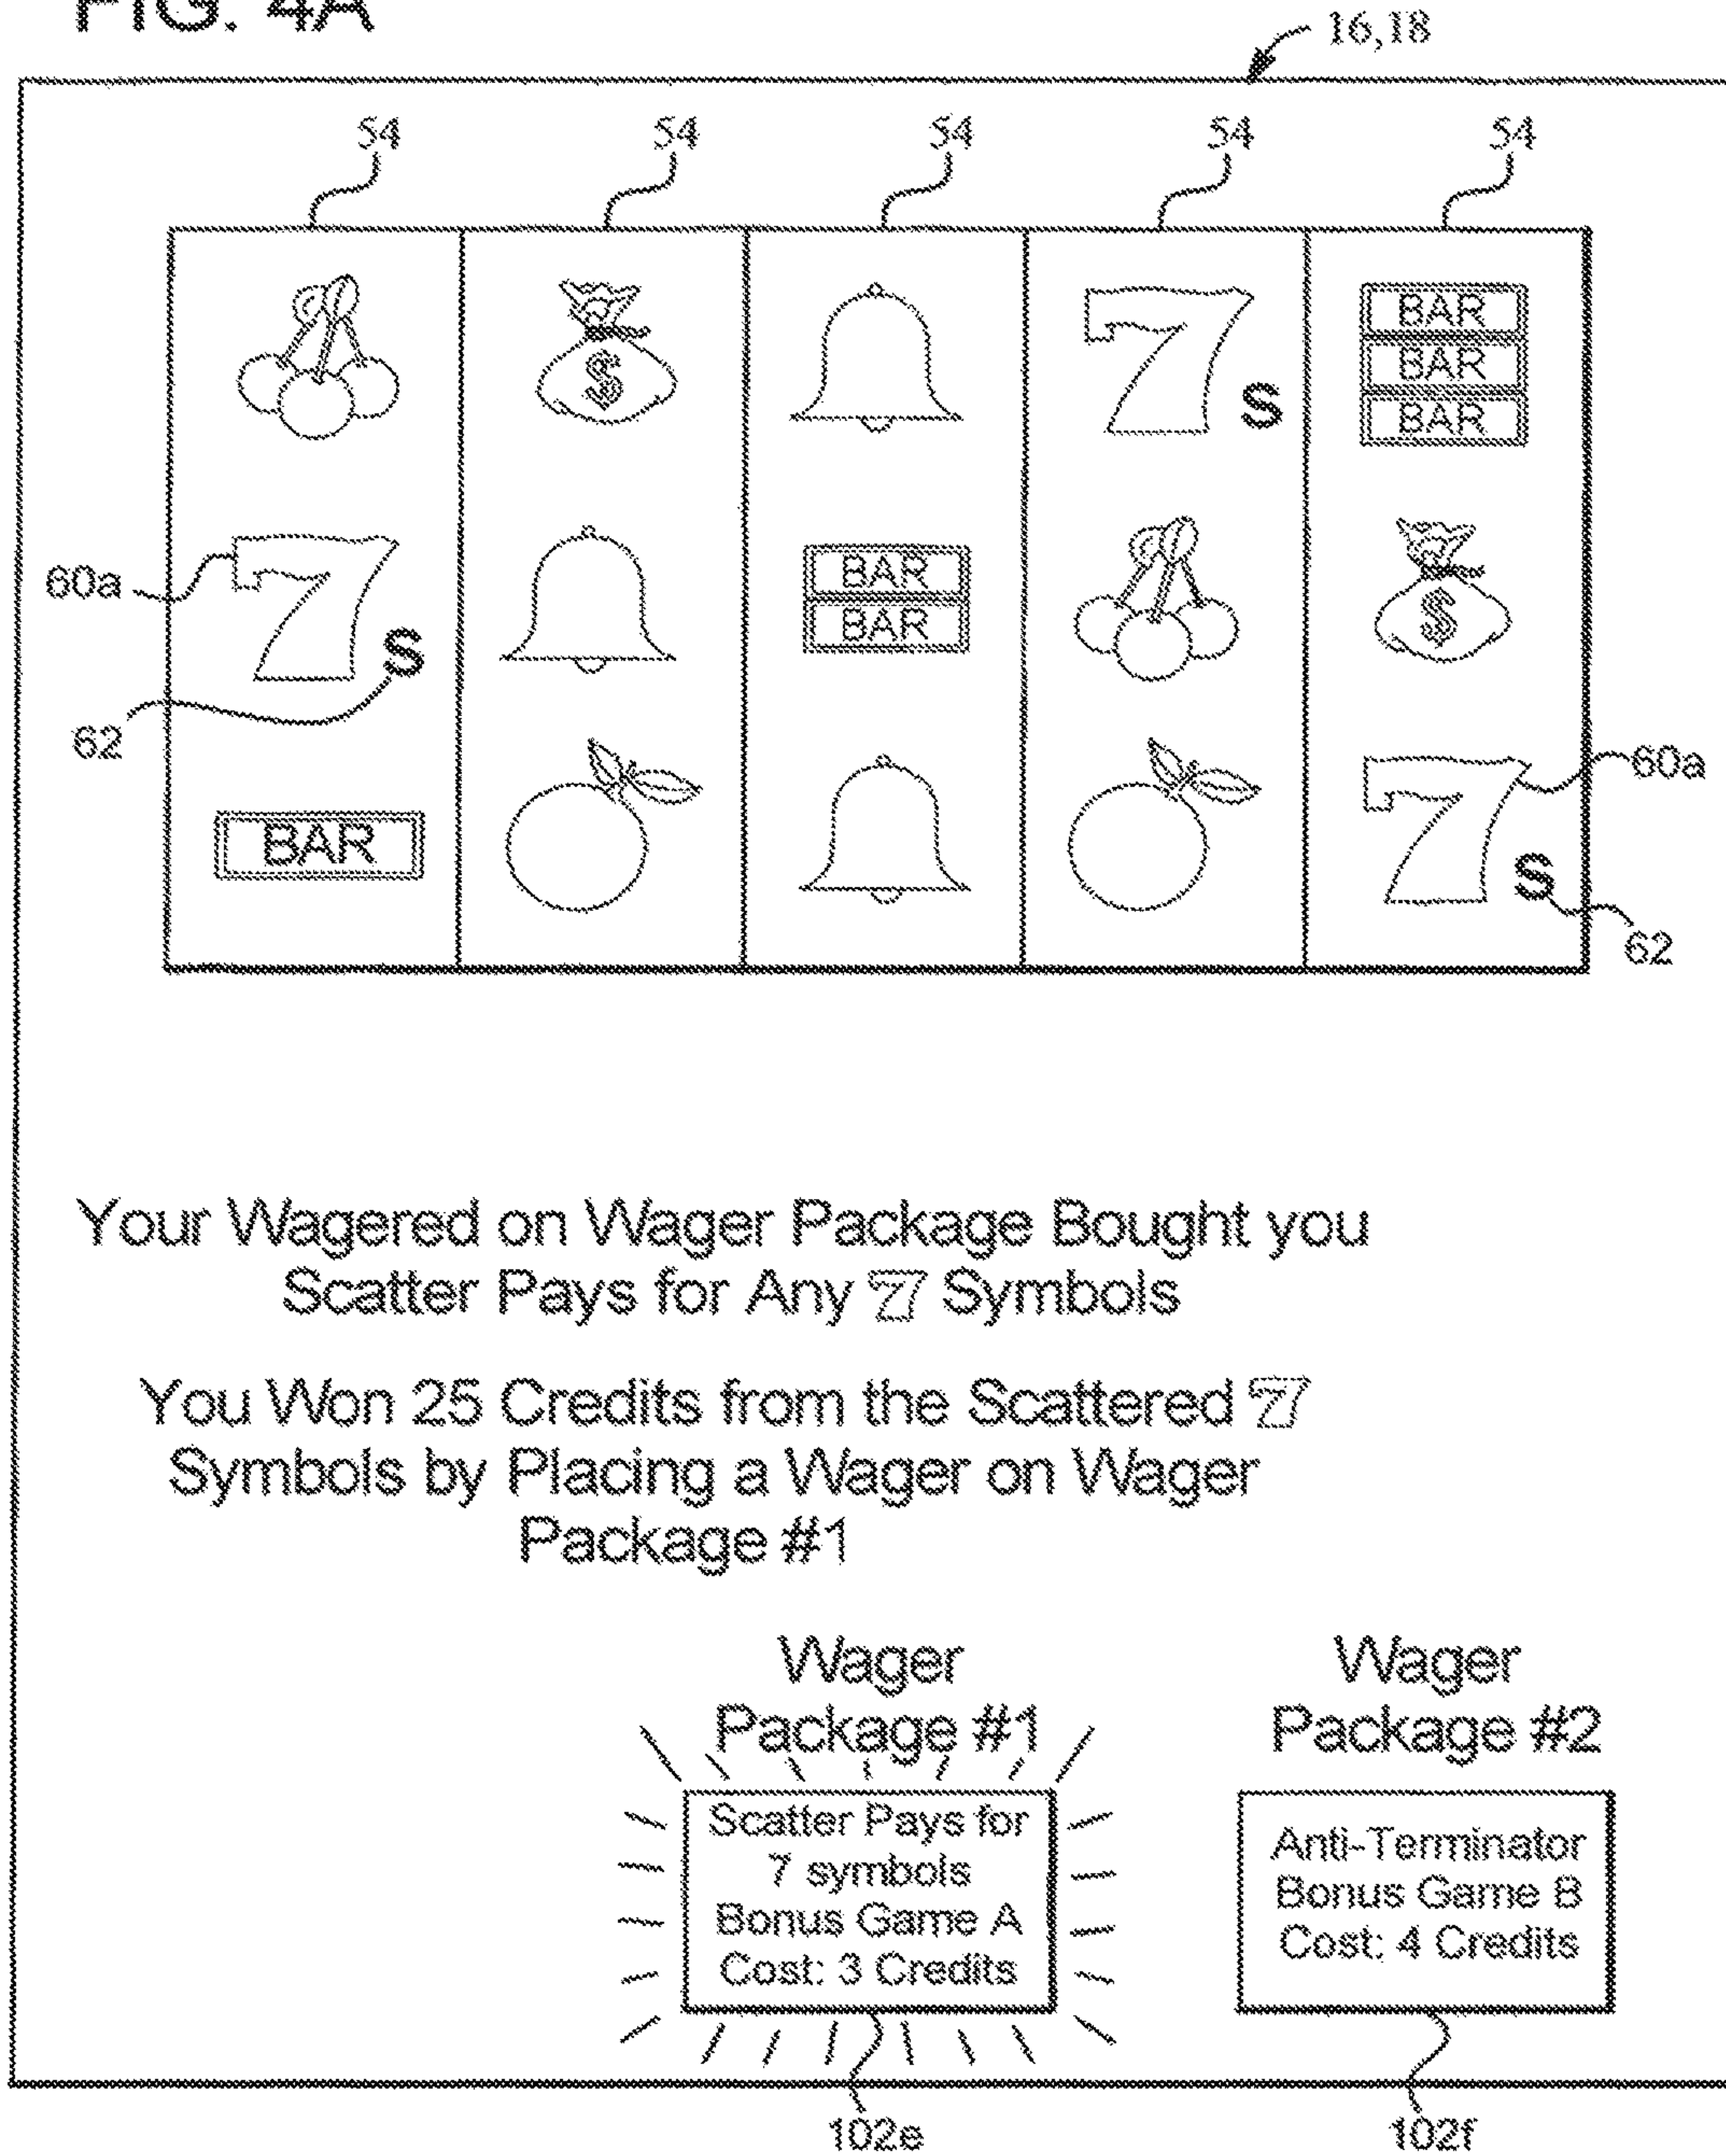 FIG. 4A
16,18
54 54 54 54 54
$ 7 S BAR
BAR
BAR
60a 7 S BAR
BAR $
62
BAR 7 S 60a
62
Your Wagered on Wager Package Bought you
Scatter Pays for Any 7 Symbols
You Won 25 Credits from the Scattered 7
Symbols by Placing a Wager on Wager
Package #1
Wager
Package #1
Scatter Pays for
7 symbols
Bonus Game A
Cost: 3 Credits
102e
Wager
Package #2
Anti-Terminator
Bonus Game B
Cost: 4 Credits
102f